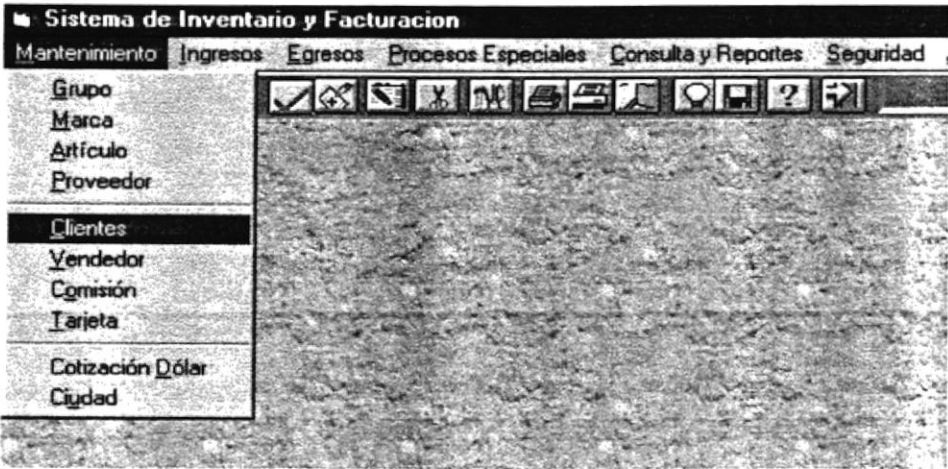 Sistema de Inventario y Facturacion
Mantenimiento Ingresos Egresos Procesos Especiales Consulta y Reportes Seguridad
Grupo
Marca
Artículo
Proveedor
Clientes
Vendedor
Comisión
Tarjeta
Cotización Dólar
Ciudad
?